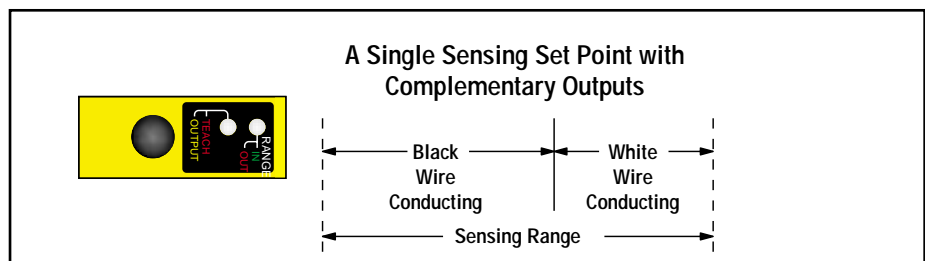 A Single Sensing Set Point with
Complementary Outputs
RANGE
IN
OUT
TEACH
OUTPUT
Black
Wire
Conducting
White
Wire
Conducting
Sensing Range